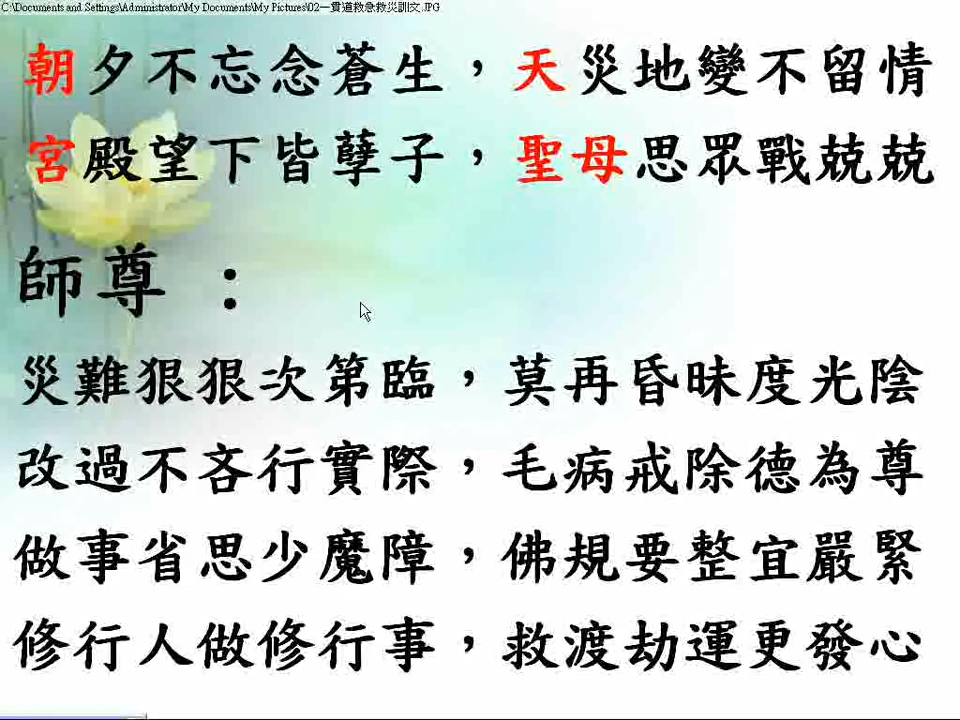 C:\Documents and Settings\Administrator\My Documents\My Pictures\02一貫道救急救災訓文.JPG
朝夕不忘念蒼生，天災地變不留情
宮殿望下皆孽子，聖母思眾戰兢兢
師尊：
災難狠狠次第臨，莫再昏昧度光陰
改過不吝行實際，毛病戒除德為尊
做事省思少魔障，佛規要整宜嚴緊
修行人做修行事，救渡劫運更發心